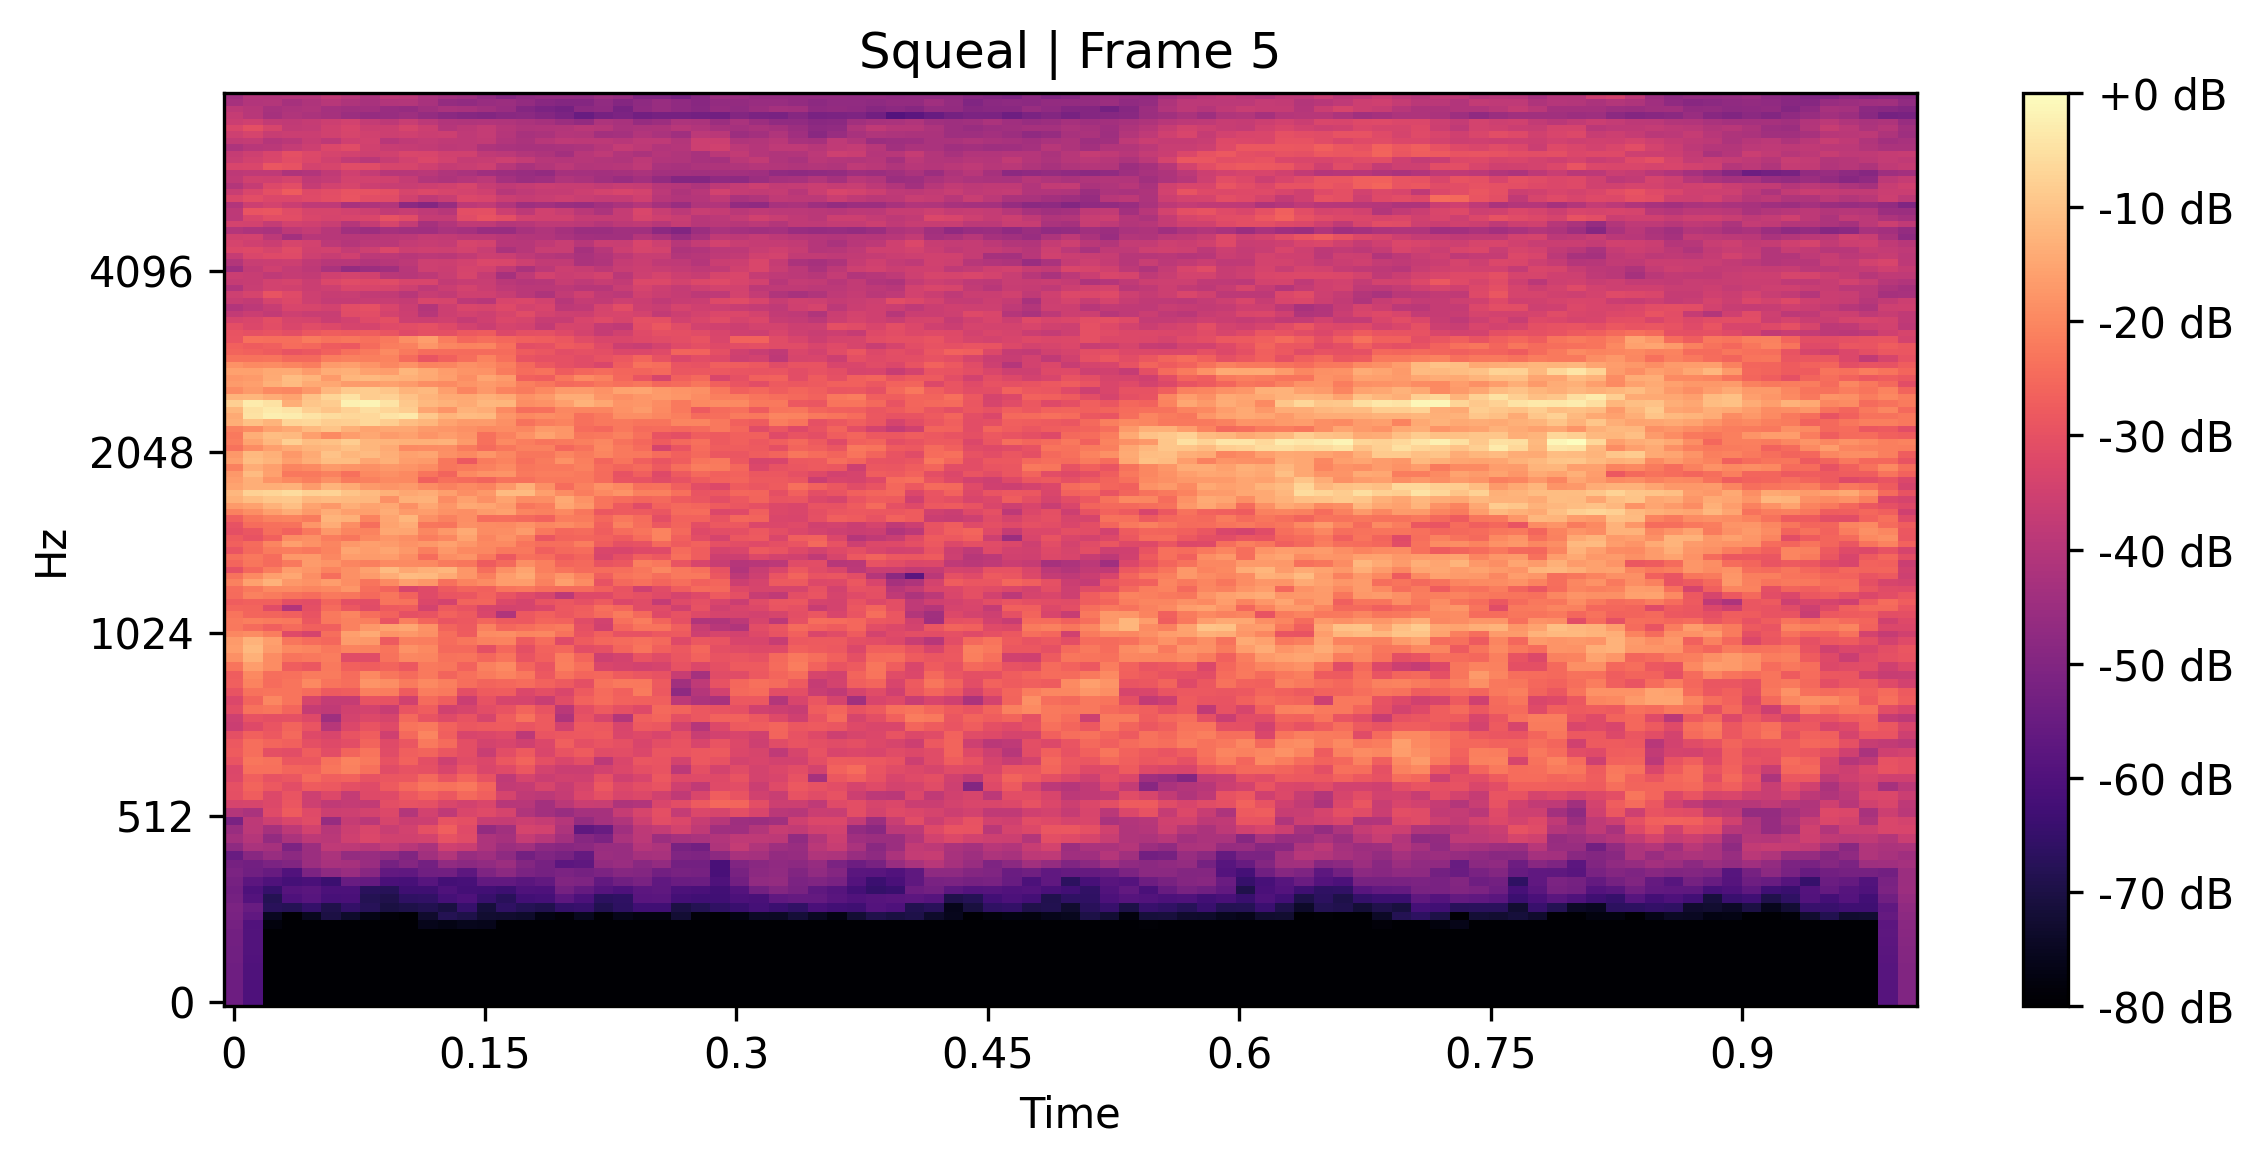 Squeal | Frame 5
+0 dB
-10 dB
-20 dB
-30 dB
-40 dB
-50 dB
-60 dB
-70 dB
-80 dB
4096
2048
1024
512
0
Hz
0 0.15 0.3 0.45 0.6 0.75 0.9
Time